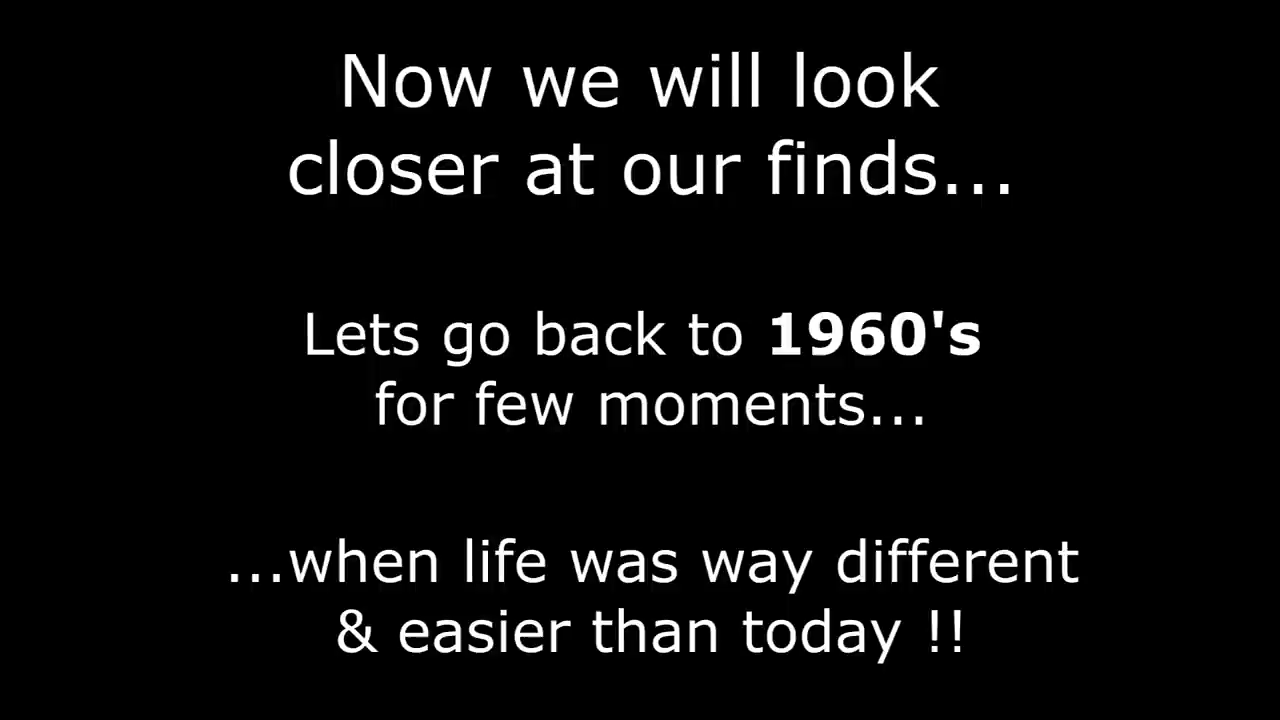 Now we will look
closer at our finds...
Lets go back to 1960's
for few moments...
...when life was way different
& easier than today !!